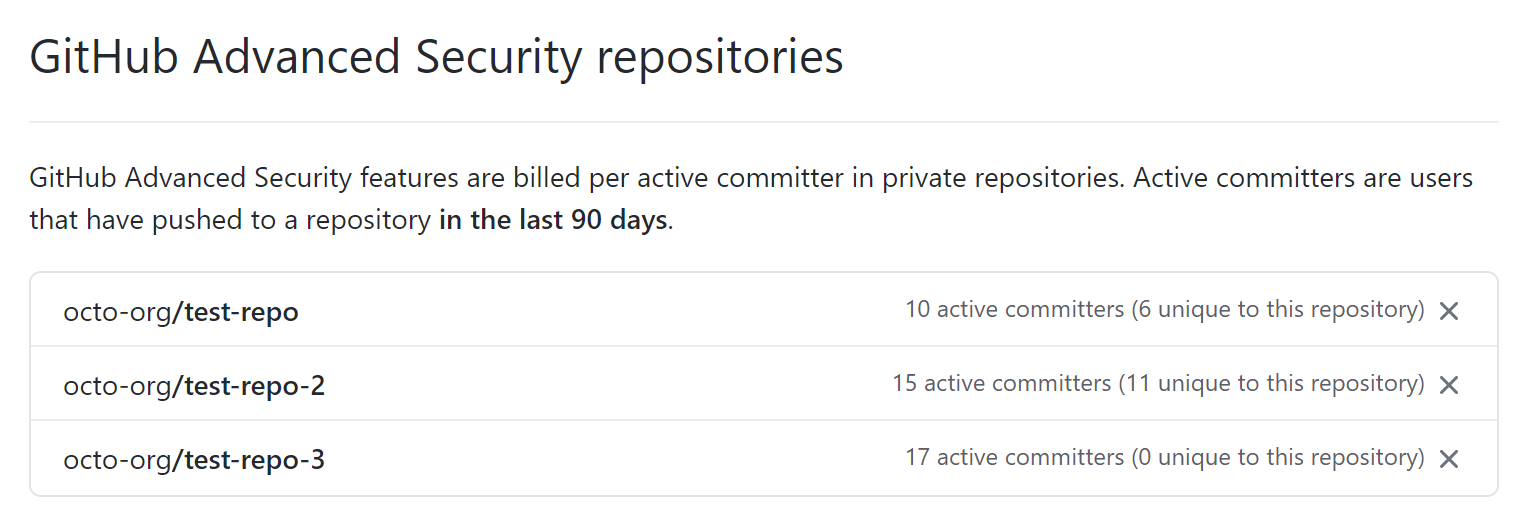 GitHub Advanced Security repositories
GitHub Advanced Security features are billed per active committer in private repositories. Active committers are users
that have pushed to a repository in the last 90 days.
octo-org/test-repo 10 active committers (6 unique to this repository)
octo-org/test-repo-2 15 active committers (11 unique to this repository)
octo-org/test-repo-3 17 active committers (0 unique to this repository)